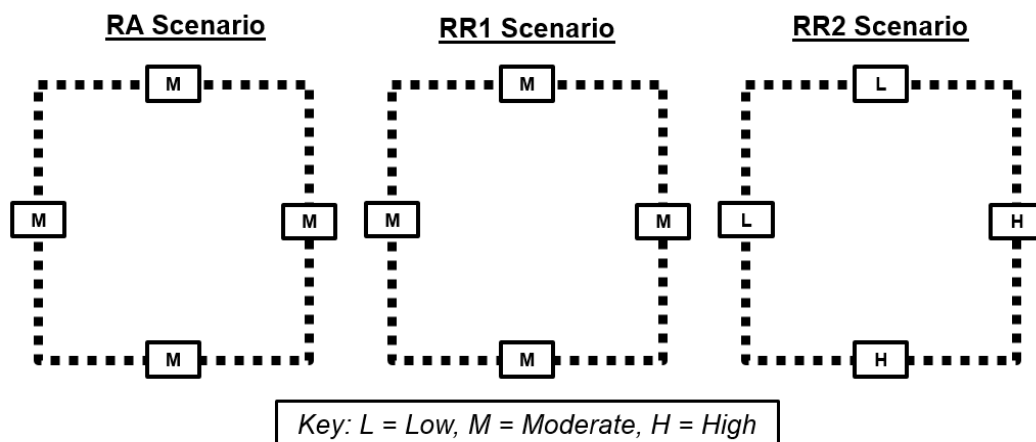 RA Scenario
RR1 Scenario
RR2 Scenario
M
M
L
M
M
M
M
L
H
M
M
H
Key: L = Low, M = Moderate, H = High